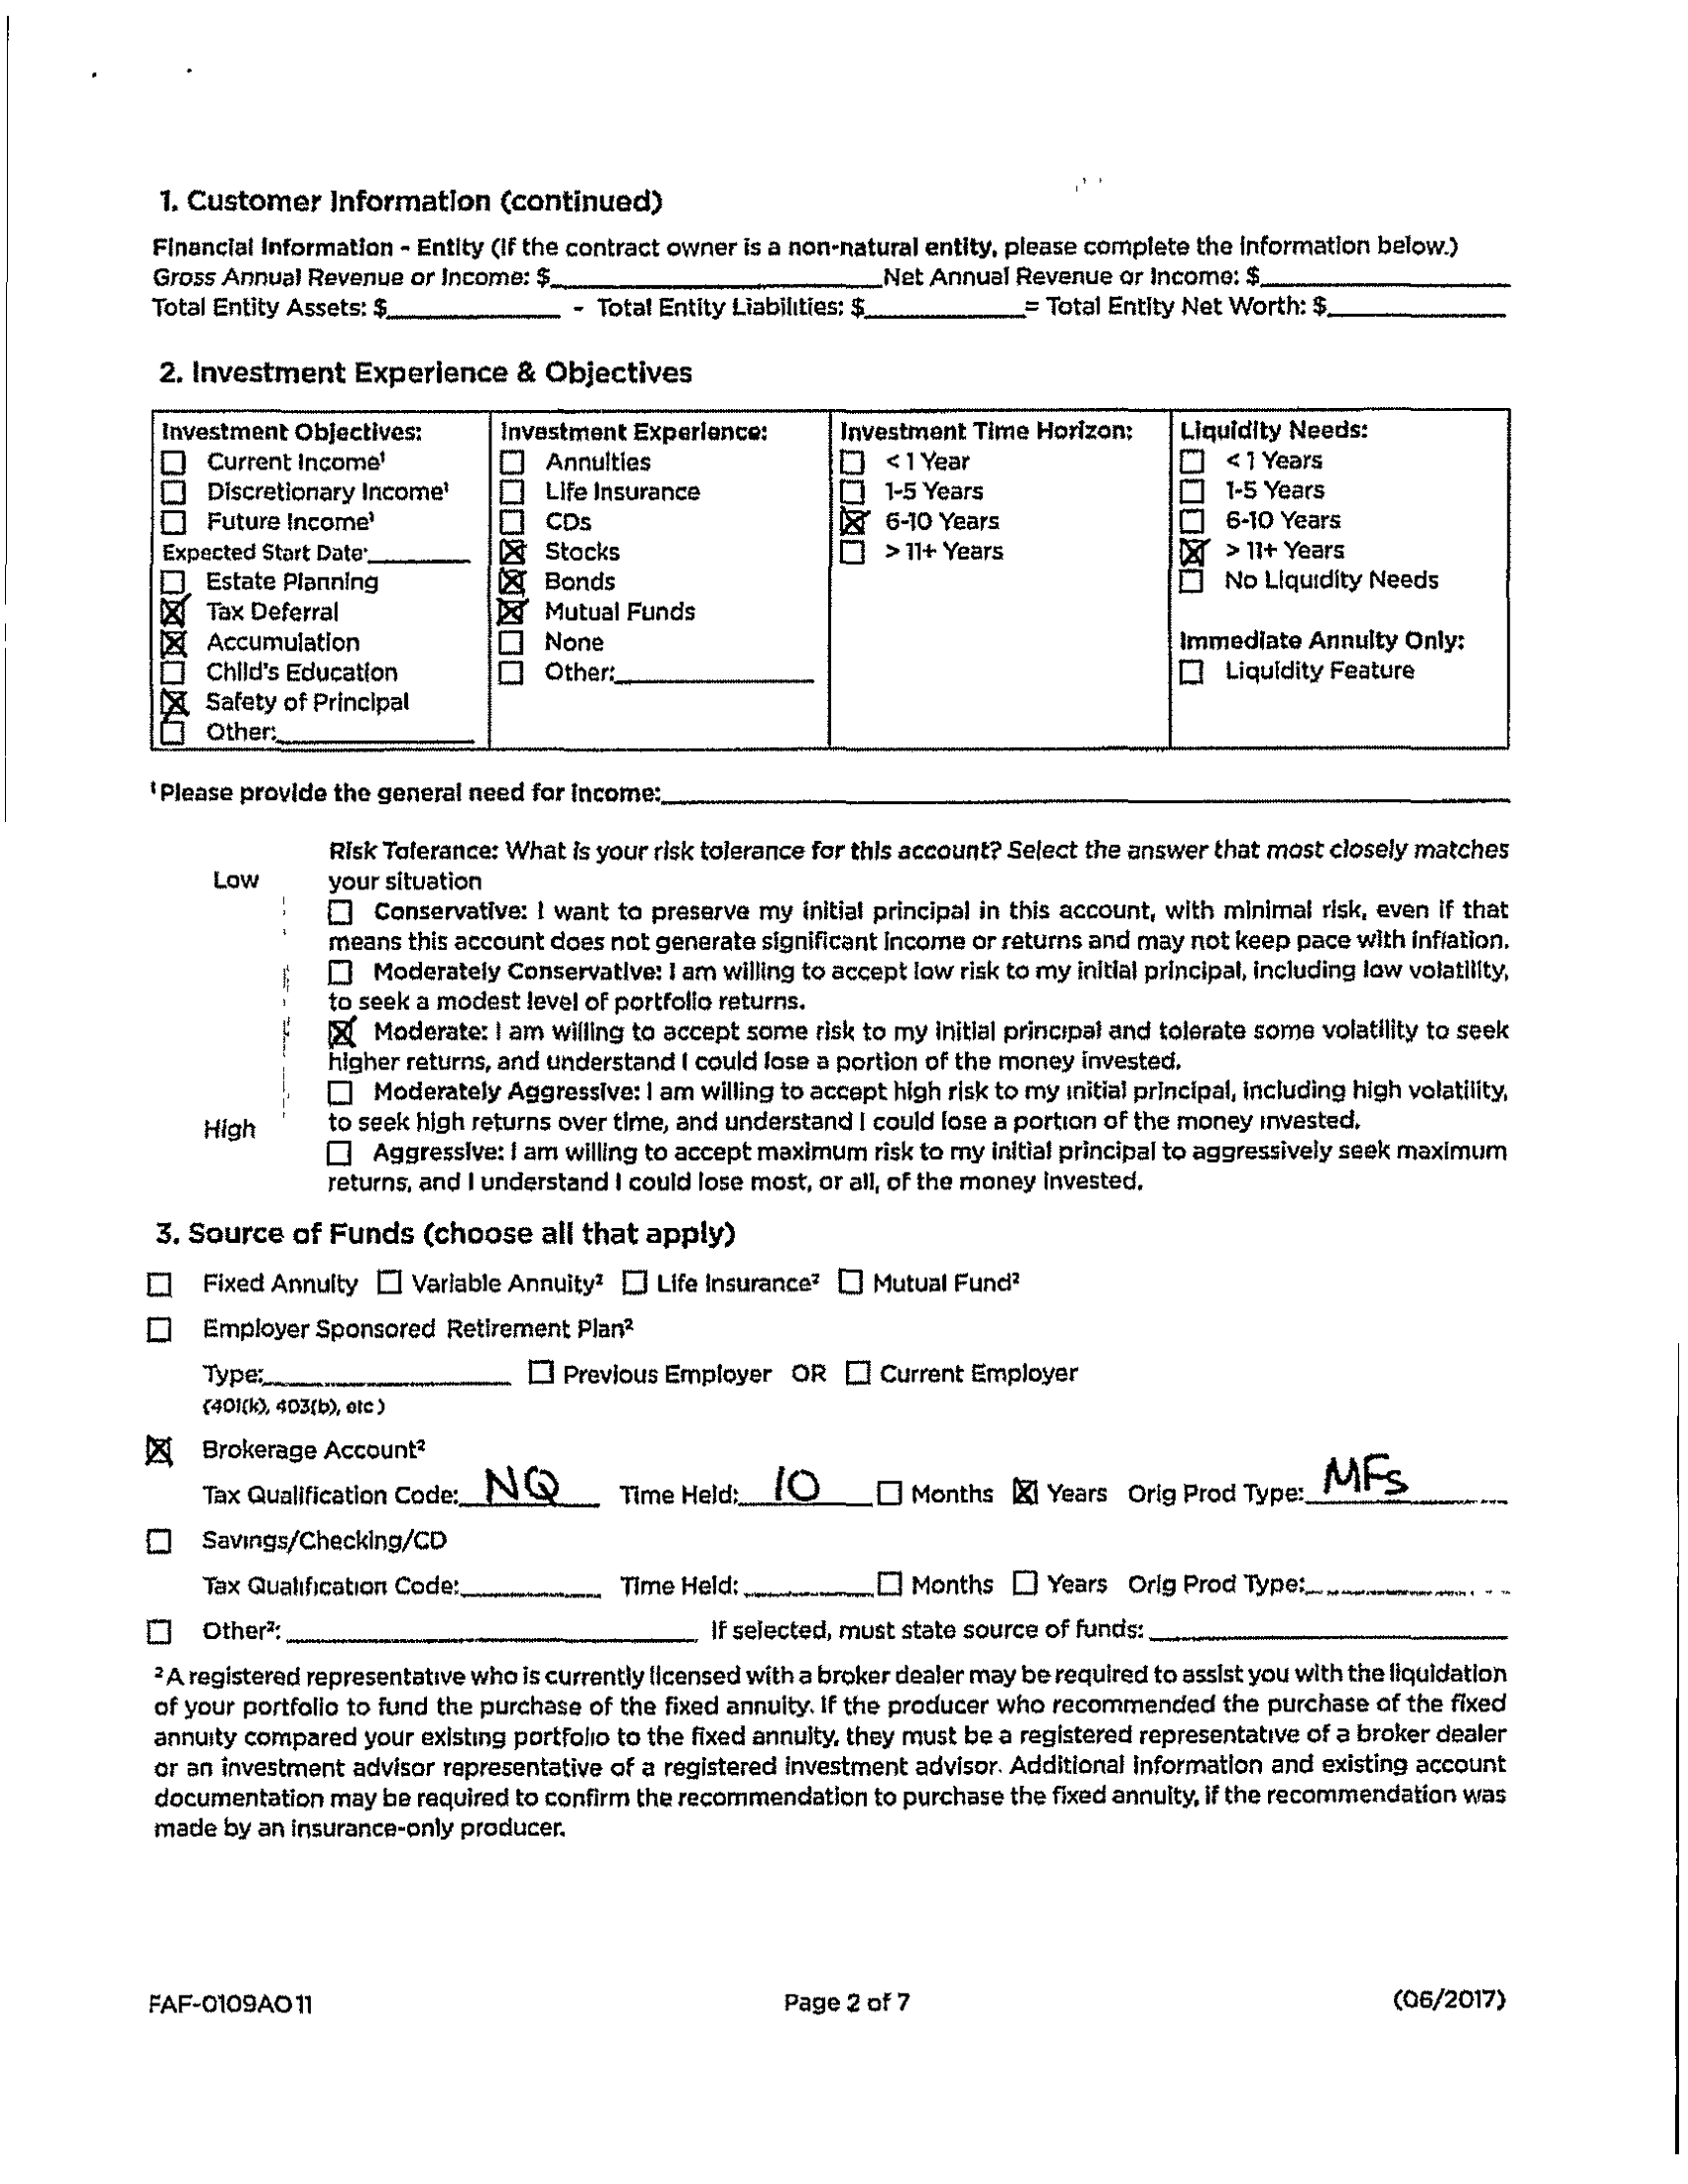 1. Customer Information (continued)
Financial Information - Entity (if the contract owner is a non-natural entity, please complete the information below.)
Gross Annual Revenue or Income: $ Net Annual Revenue or Income: $
Total Entity Assets: $ - Total Entity Liabilities: $ = Total Entity Net Worth: $
2. Investment Experience & Objectives
Investment Objectives:
☐ Current Income¹
☐ Discretionary Income¹
☐ Future Income¹
Expected Start Date:
☐ Estate Planning
☒ Tax Deferral
☒ Accumulation
☐ Child's Education
☒ Safety of Principal
☐ Other:
Investment Experience:
☐ Annuities
☐ Life Insurance
☐ CDs
☒ Stocks
☒ Bonds
☒ Mutual Funds
☐ None
☐ Other:
Investment Time Horizon:
☐ < 1 Year
☐ 1-5 Years
☒ 6-10 Years
☐ > 11+ Years
Liquidity Needs:
☐ < 1 Years
☐ 1-5 Years
☐ 6-10 Years
☒ > 11+ Years
☐ No Liquidity Needs
Immediate Annuity Only:
☐ Liquidity Feature
¹ Please provide the general need for income:
Low
High
Risk Tolerance: What is your risk tolerance for this account? Select the answer that most closely matches
your situation
☐ Conservative: I want to preserve my initial principal in this account, with minimal risk, even if that
means this account does not generate significant income or returns and may not keep pace with inflation.
☐ Moderately Conservative: I am willing to accept low risk to my initial principal, including low volatility,
to seek a modest level of portfolio returns.
☒ Moderate: I am willing to accept some risk to my initial principal and tolerate some volatility to seek
higher returns, and understand I could lose a portion of the money invested.
☐ Moderately Aggressive: I am willing to accept high risk to my initial principal, including high volatility,
to seek high returns over time, and understand I could lose a portion of the money invested.
☐ Aggressive: I am willing to accept maximum risk to my initial principal to aggressively seek maximum
returns, and I understand I could lose most, or all, of the money invested.
3. Source of Funds (choose all that apply)
☐ Fixed Annuity ☐ Variable Annuity² ☐ Life Insurance² ☐ Mutual Fund²
☐ Employer Sponsored Retirement Plan²
Type: ☐ Previous Employer OR ☐ Current Employer
(401(k), 403(b), etc)
☒ Brokerage Account²
Tax Qualification Code: NQ Time Held: 10 ☐ Months ☒ Years Orig Prod Type: MFs
☐ Savings/Checking/CD
Tax Qualification Code: Time Held: ☐ Months ☐ Years Orig Prod Type:
☐ Other²: If selected, must state source of funds:
² A registered representative who is currently licensed with a broker dealer may be required to assist you with the liquidation
of your portfolio to fund the purchase of the fixed annuity. If the producer who recommended the purchase of the fixed
annuity compared your existing portfolio to the fixed annuity, they must be a registered representative of a broker dealer
or an investment advisor representative of a registered investment advisor. Additional information and existing account
documentation may be required to confirm the recommendation to purchase the fixed annuity, if the recommendation was
made by an insurance-only producer.
FAF-0109AO 11 Page 2 of 7 (06/2017)